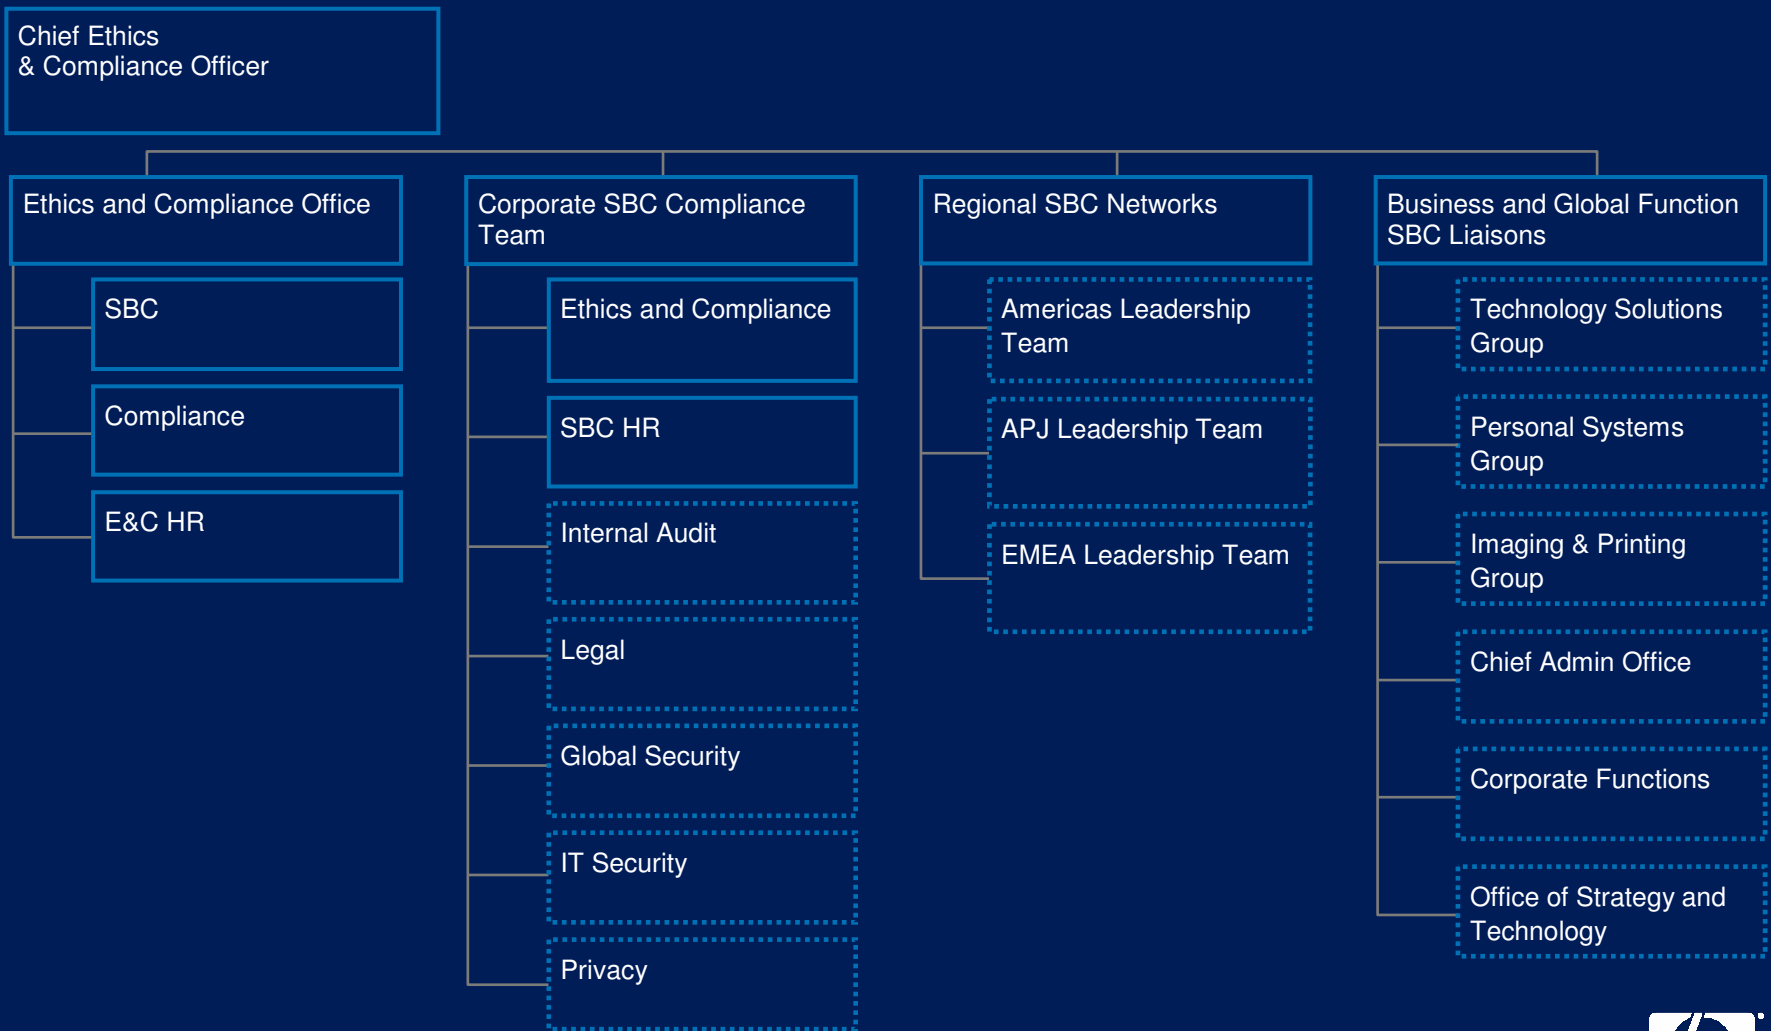 Chief Ethics
& Compliance Officer
Ethics and Compliance Office
SBC
Compliance
E&C HR
Corporate SBC Compliance
Team
Ethics and Compliance
SBC HR
Internal Audit
Legal
Global Security
IT Security
Privacy
Regional SBC Networks
Americas Leadership
Team
APJ Leadership Team
EMEA Leadership Team
Business and Global Function
SBC Liaisons
Technology Solutions
Group
Personal Systems
Group
Imaging & Printing
Group
Chief Admin Office
Corporate Functions
Office of Strategy and
Technology